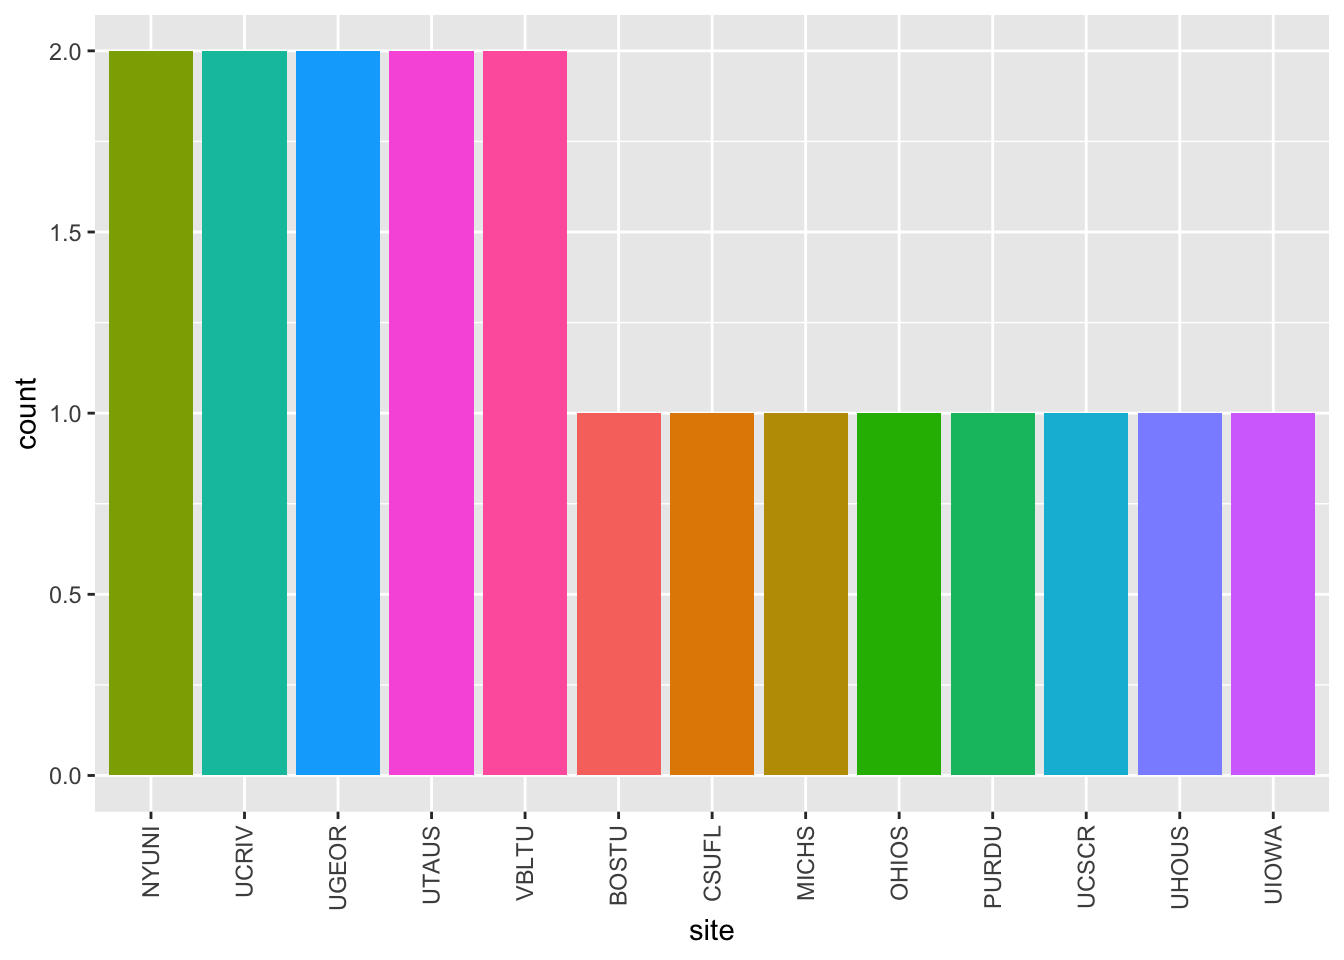 2.0
1.5
1.0
0.5
0.0
count
NYUNI
UCRIV
UGEOR
UTAUS
VBLTU
BOSTU
CSUFL
MICHS
OHIOS
PURDU
UCSCR
UHOUS
UIOWA
site